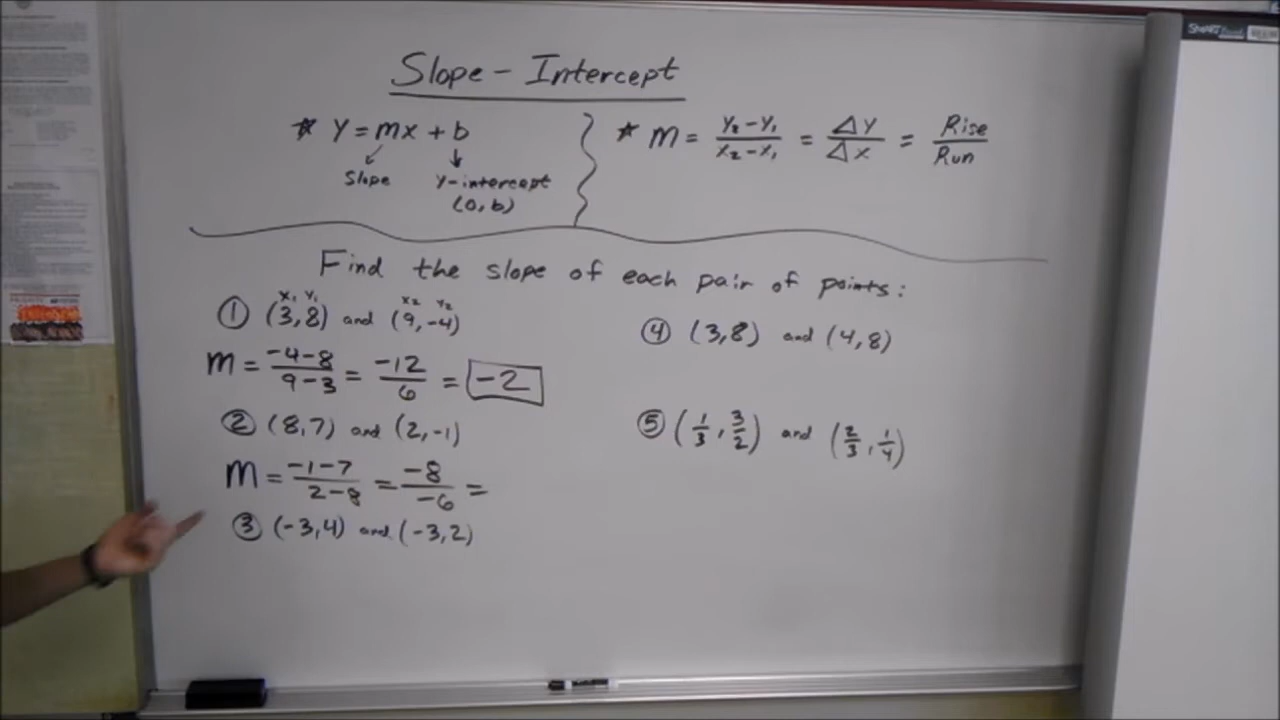 Slope - Intercept
* Y = mx + b
Slope
Y-intercept
(0, b)
* m = Y₂ - Y₁ / X₂ - X₁ = ΔY / ΔX = Rise / Run
Find the slope of each pair of points:
X₁ Y₁ X₂ Y₂
① (3,8) and (9,-4)
m = -4-8 / 9-3 = -12 / 6 = -2
② (8,7) and (2,-1)
m = -1-7 / 2-8 = -8 / -6 =
③ (-3,4) and (-3,2)
④ (3,8) and (4,8)
⑤ (1/3, 3/2) and (2/3, 1/4)
SMART